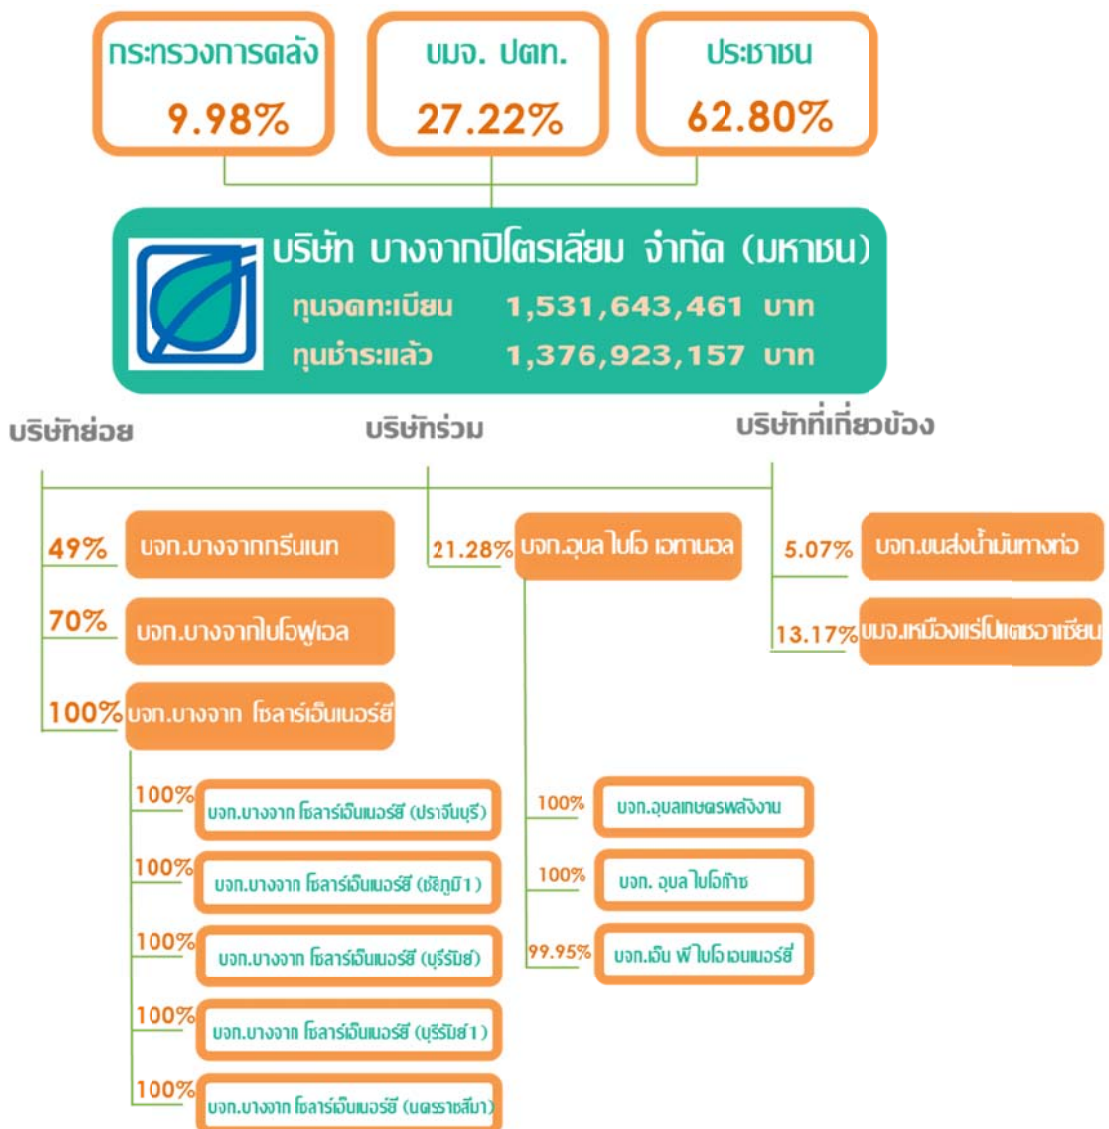 กระทรวงการคลัง
9.98%
บมจ. ปตท.
27.22%
ประชาชน
62.80%
บริษัท บางจากปิโตรเลียม จำกัด (มหาชน)
ทุนจดทะเบียน 1,531,643,461 บาท
ทุนชำระแล้ว 1,376,923,157 บาท
บริษัทย่อย
บริษัทร่วม
บริษัทที่เกี่ยวข้อง
49% บจก.บางจากกรีนเนท
70% บจก.บางจากไบโอฟูเอล
100% บจก.บางจาก โซลาร์เอ็นเนอร์ยี
100% บจก.บางจาก โซลาร์เอ็นเนอร์ยี (ปราจีนบุรี)
100% บจก.บางจาก โซลาร์เอ็นเนอร์ยี (ชัยภูมิ1)
100% บจก.บางจาก โซลาร์เอ็นเนอร์ยี (บุรีรัมย์)
100% บจก.บางจาก โซลาร์เอ็นเนอร์ยี (บุรีรัมย์1)
100% บจก.บางจาก โซลาร์เอ็นเนอร์ยี (นครราชสีมา)
21.28% บจก.อุบล ไบโอ เอทานอล
100% บจก.อุบลเกษตรพลังงาน
100% บจก. อุบล ไบโอก๊าซ
99.95% บจก.เอ็น พี ไบโอ เอนเนอร์ยี่
5.07% บจก.ขนส่งน้ำมันทางท่อ
13.17% บมจ.เหมืองแร่โปแตชอาเซียน